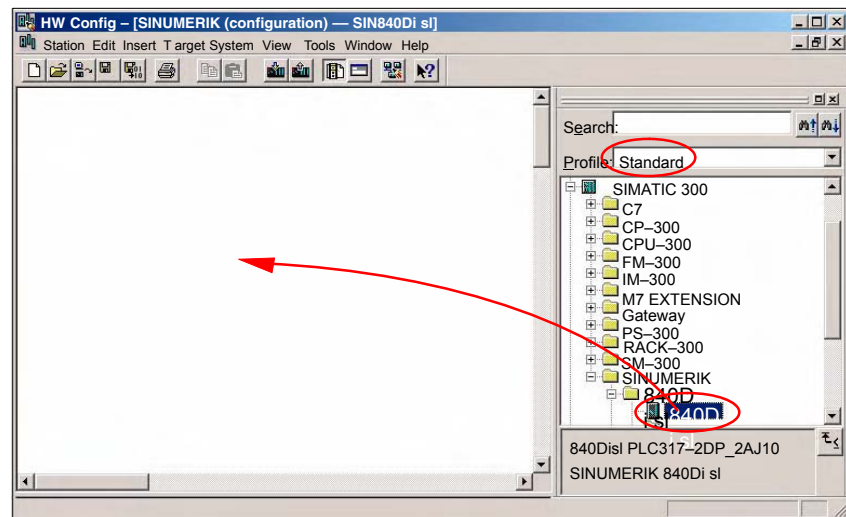 HW Config – [SINUMERIK (configuration) — SIN840Di sl]
Station Edit Insert T arget System View Tools Window Help
Search:
Profile: Standard
SIMATIC 300
C7
CP–300
CPU–300
FM–300
IM–300
M7 EXTENSION
Gateway
PS–300
RACK–300
SM–300
SINUMERIK
840D
840D
i sl
i sl
840Disl PLC317–2DP_2AJ10
SINUMERIK 840Di sl